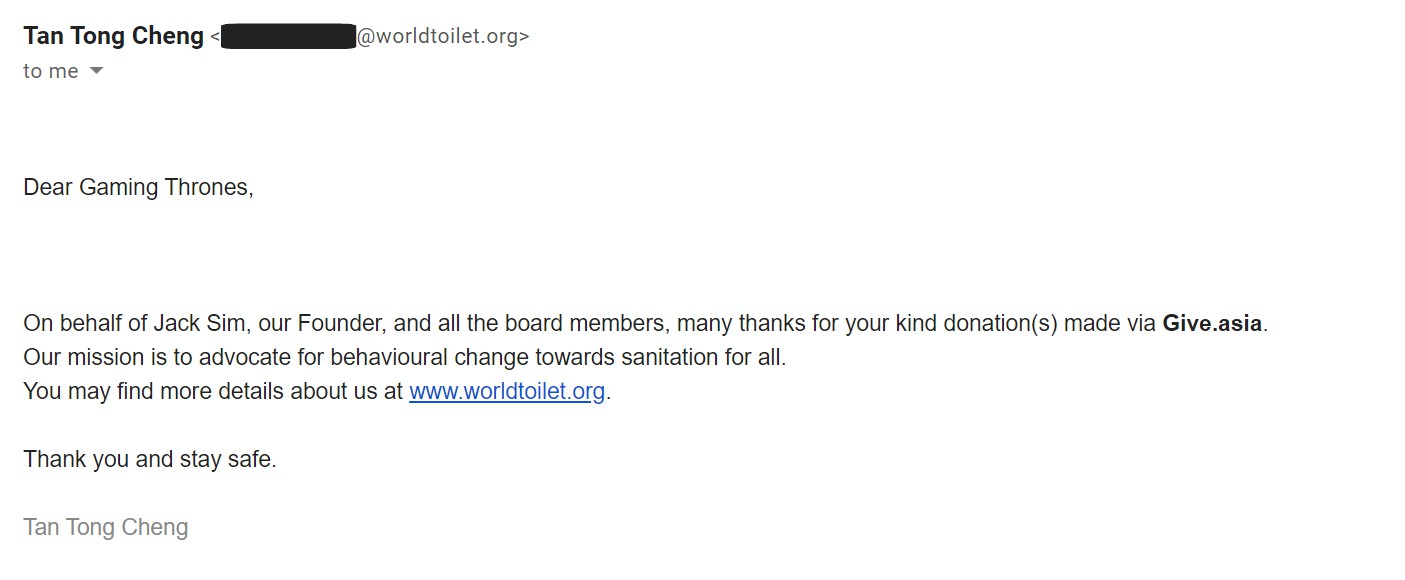 Tan Tong Cheng < @worldtoilet.org>
to me
Dear Gaming Thrones,
On behalf of Jack Sim, our Founder, and all the board members, many thanks for your kind donation(s) made via Give.asia.
Our mission is to advocate for behavioural change towards sanitation for all.
You may find more details about us at www.worldtoilet.org.
Thank you and stay safe.
Tan Tong Cheng